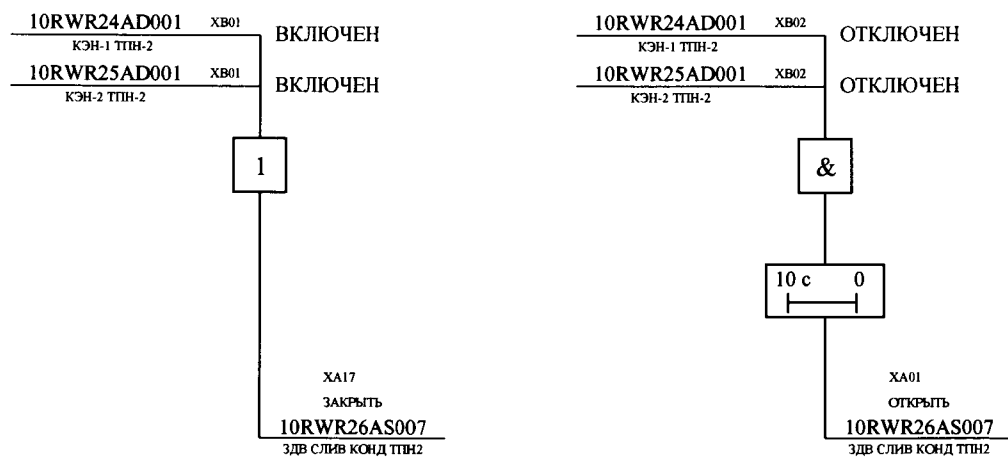 10RWR24AD001 XB01 ВКЛЮЧЕН
КЭН-1 ТПН-2
10RWR25AD001 XB01 ВКЛЮЧЕН
КЭН-2 ТПН-2
1
XA17
ЗАКРЫТЬ
10RWR26AS007
ЗДВ СЛИВ КОНД ТПН2
10RWR24AD001 XB02 ОТКЛЮЧЕН
КЭН-1 ТПН-2
10RWR25AD001 XB02 ОТКЛЮЧЕН
КЭН-2 ТПН-2
&
10 с 0
XA01
ОТКРЫТЬ
10RWR26AS007
ЗДВ СЛИВ КОНД ТПН2